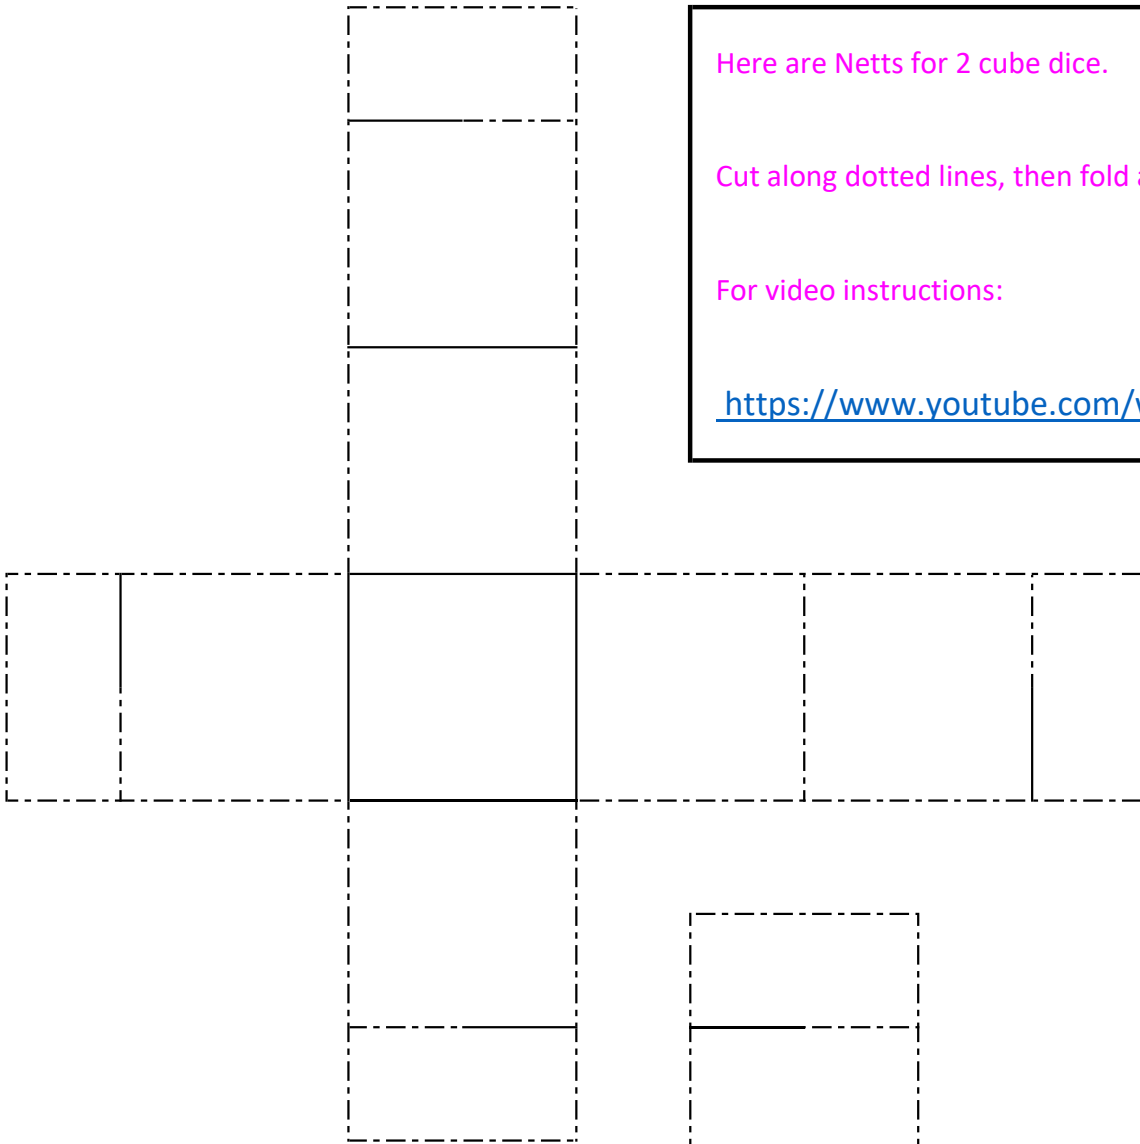 Here are Netts for 2 cube dice.
Cut along dotted lines, then fold
For video instructions:
https://www.youtube.com/